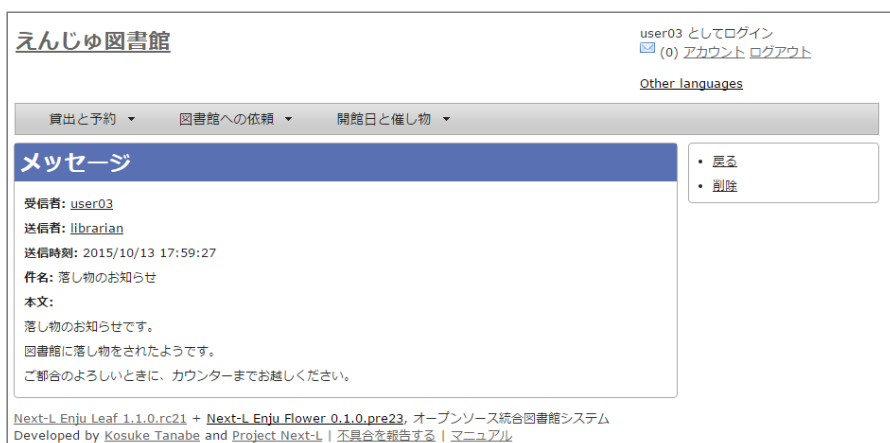 えんじゅ図書館
user03 としてログイン
(0) アカウント ログアウト
Other languages
貸出と予約 図書館への依頼 開館日と催し物
メッセージ
受信者: user03
送信者: librarian
送信時刻: 2015/10/13 17:59:27
件名: 落し物のお知らせ
本文:
落し物のお知らせです。
図書館に落し物をされたようです。
ご都合のよろしいときに、カウンターまでお越しください。
戻る
削除
Next-L Enju Leaf 1.1.0.rc21 + Next-L Enju Flower 0.1.0.pre23, オープンソース統合図書館システム
Developed by Kosuke Tanabe and Project Next-L | 不具合を報告する | マニュアル